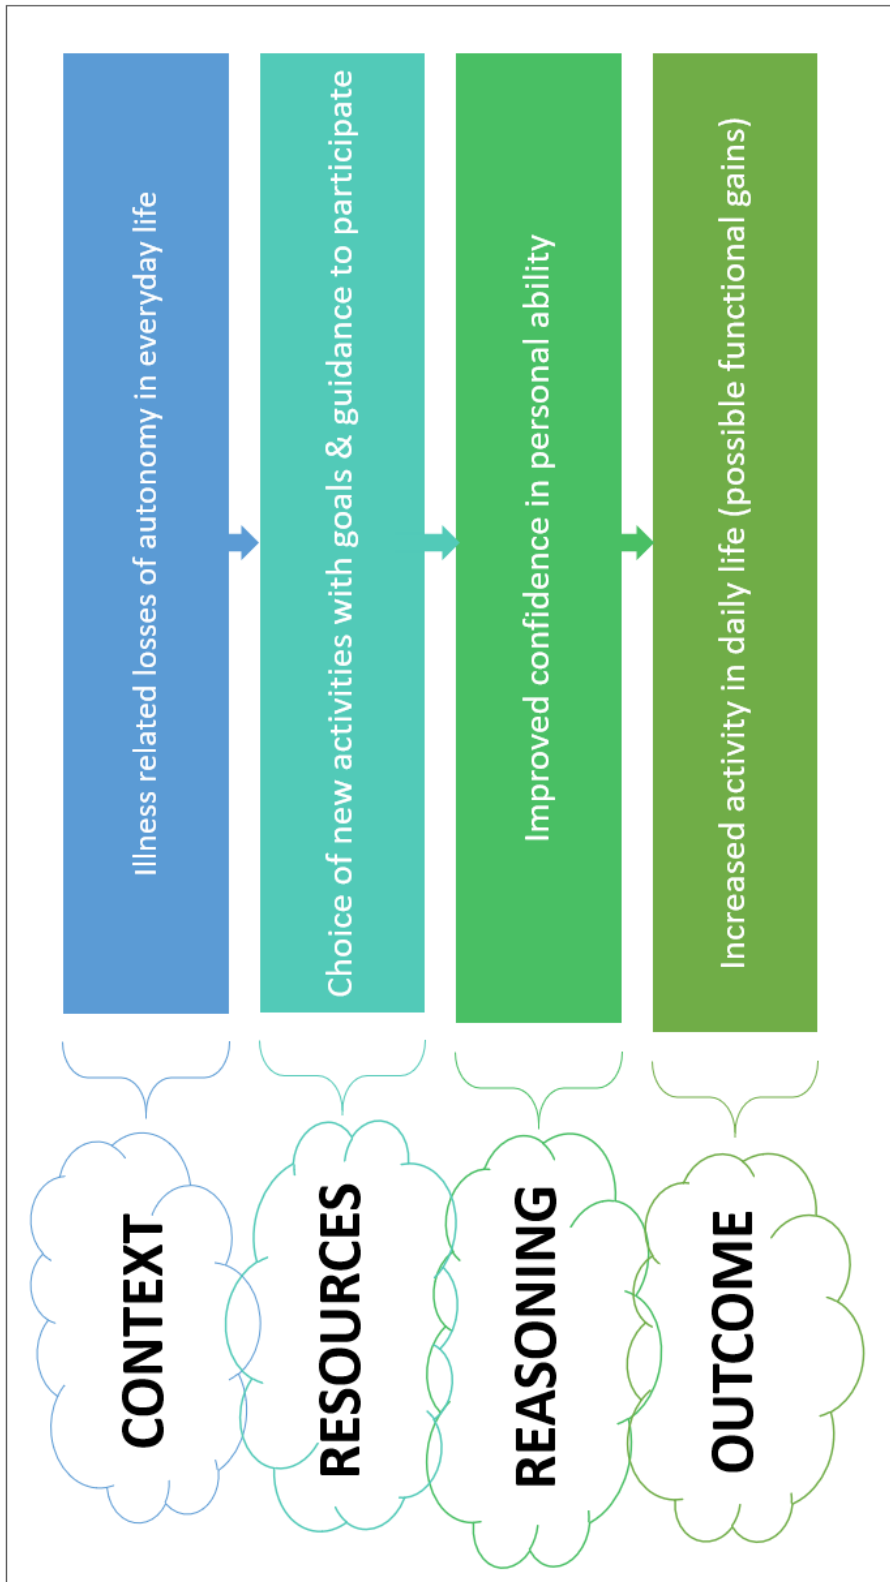 CONTEXT
Illness related losses of autonomy in everyday life
RESOURCES
Choice of new activities with goals & guidance to participate
REASONING
Improved confidence in personal ability
OUTCOME
Increased activity in daily life (possible functional gains)